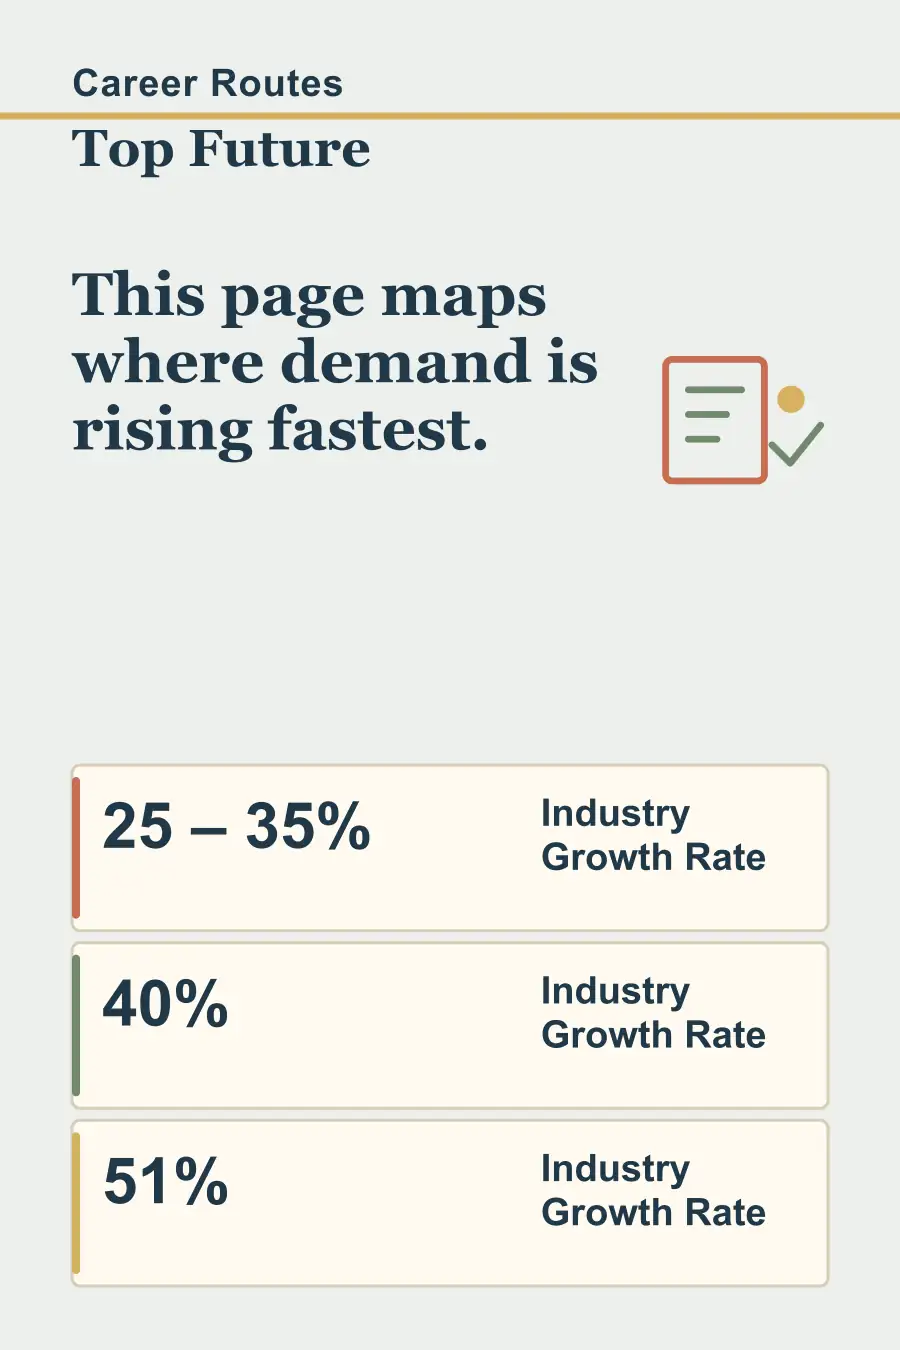 Career Routes
Top Future
This page maps
where demand is
rising fastest.
25 – 35%
Industry
Growth Rate
40%
Industry
Growth Rate
51%
Industry
Growth Rate